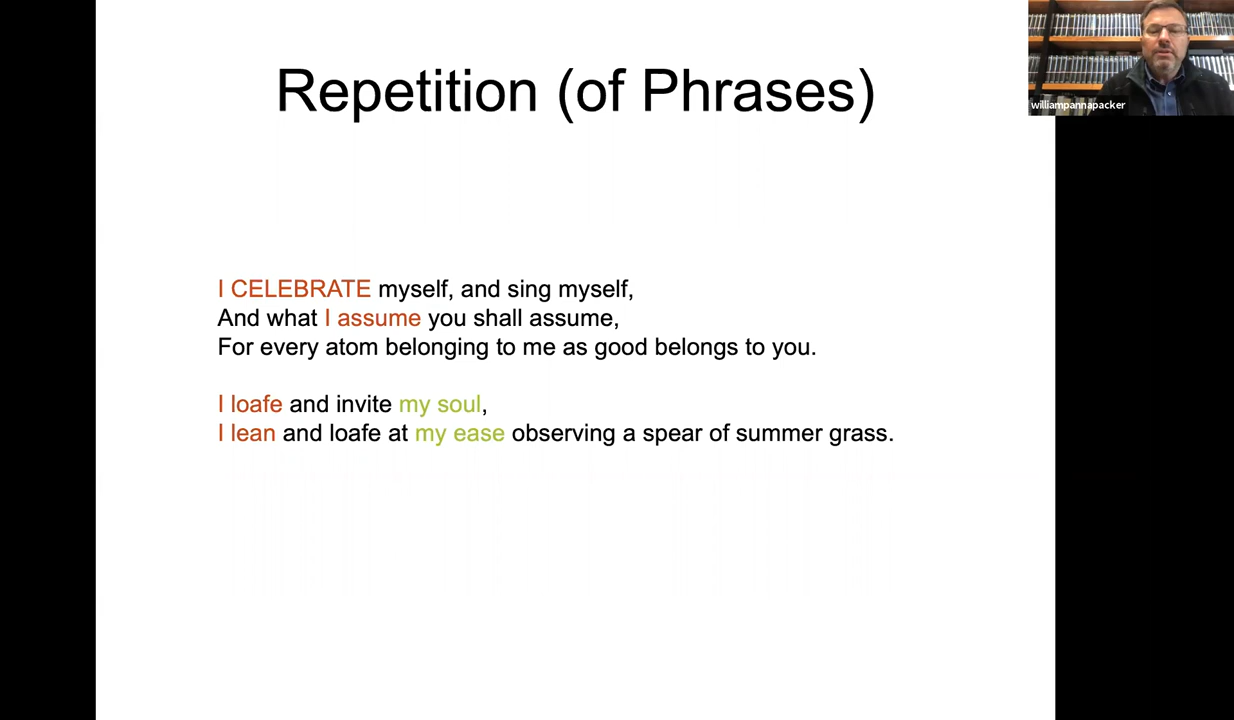 Repetition (of Phrases)
williampannapacker
I CELEBRATE myself, and sing myself,
And what I assume you shall assume,
For every atom belonging to me as good belongs to you.
I loafe and invite my soul,
I lean and loafe at my ease observing a spear of summer grass.